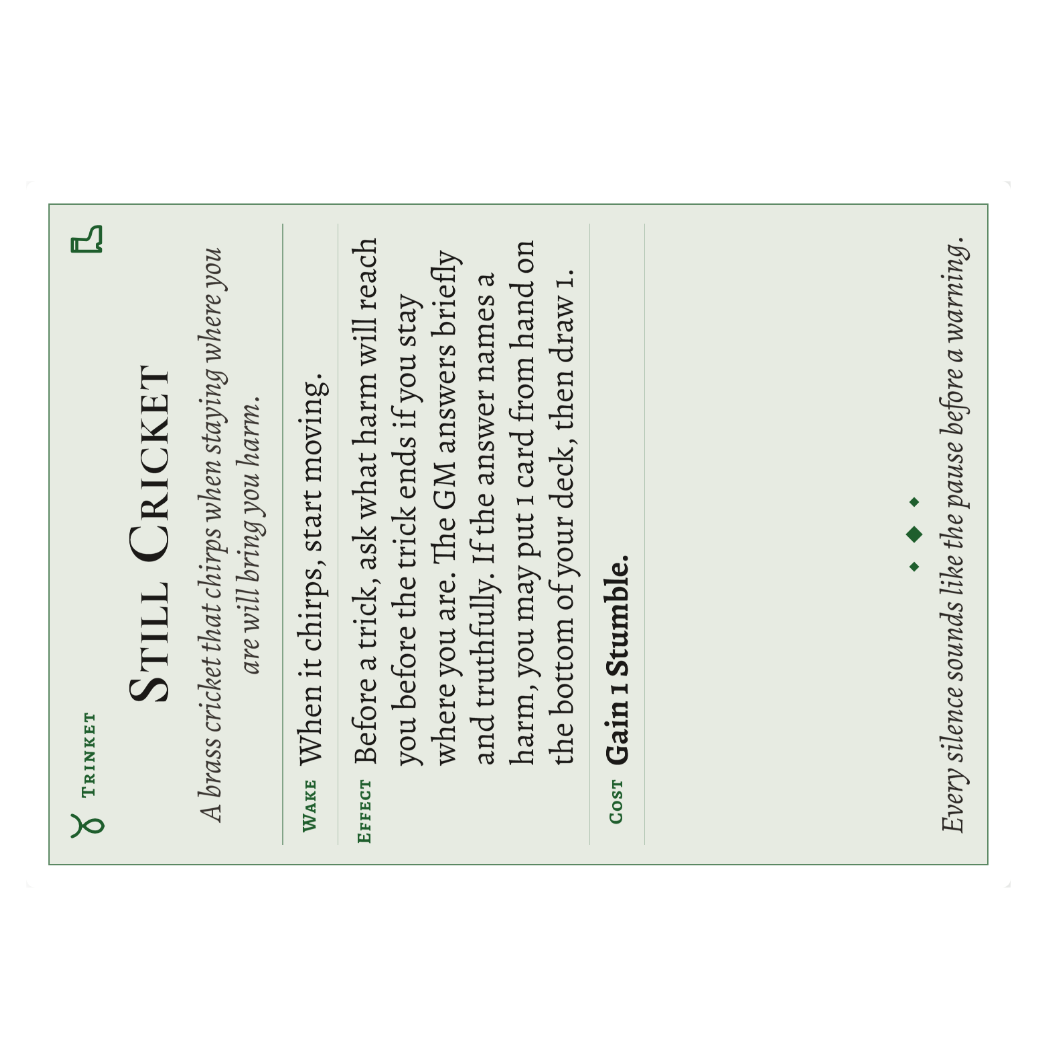 Trinket
Still Cricket
A brass cricket that chirps when staying where you
are will bring you harm.
Wake When it chirps, start moving.
Effect Before a trick, ask what harm will reach
you before the trick ends if you stay
where you are. The GM answers briefly
and truthfully. If the answer names a
harm, you may put 1 card from hand on
the bottom of your deck, then draw 1.
Cost Gain 1 Stumble.
Every silence sounds like the pause before a warning.